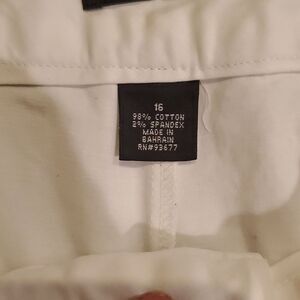 16
98% COTTON
2% SPANDEX
MADE IN
BAHRAIN
RN#93677